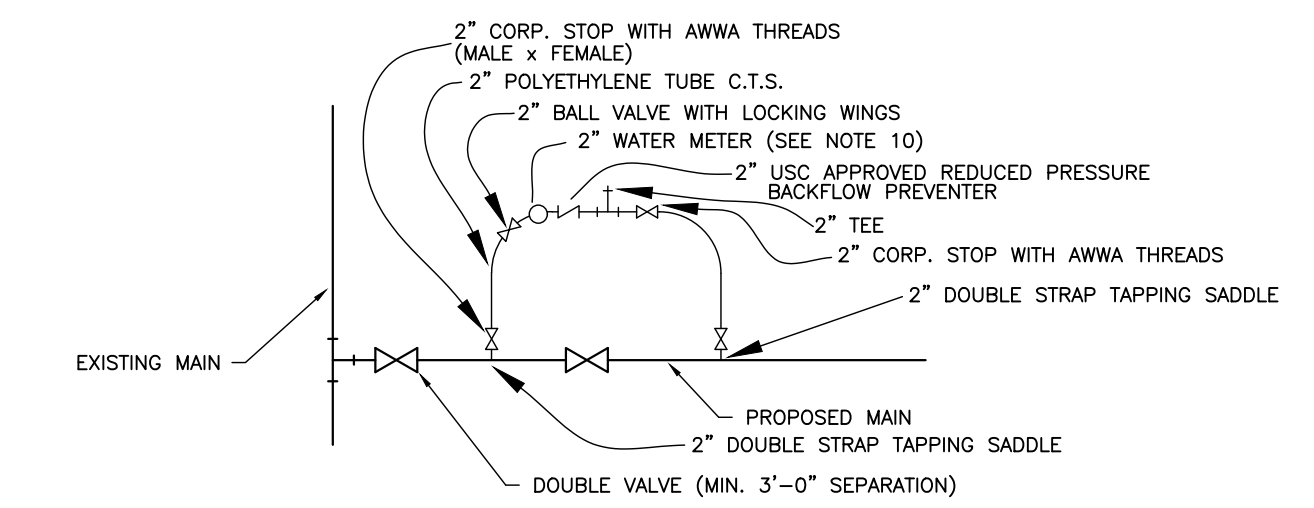 2” CORP. STOP WITH AWWA THREADS
(MALE x FEMALE)
2” POLYETHYLENE TUBE C.T.S.
2” BALL VALVE WITH LOCKING WINGS
2” WATER METER (SEE NOTE 10)
2” USC APPROVED REDUCED PRESSURE
BACKFLOW PREVENTER
2” TEE
2” CORP. STOP WITH AWWA THREADS
2” DOUBLE STRAP TAPPING SADDLE
EXISTING MAIN
PROPOSED MAIN
2” DOUBLE STRAP TAPPING SADDLE
DOUBLE VALVE (MIN. 3’–0” SEPARATION)